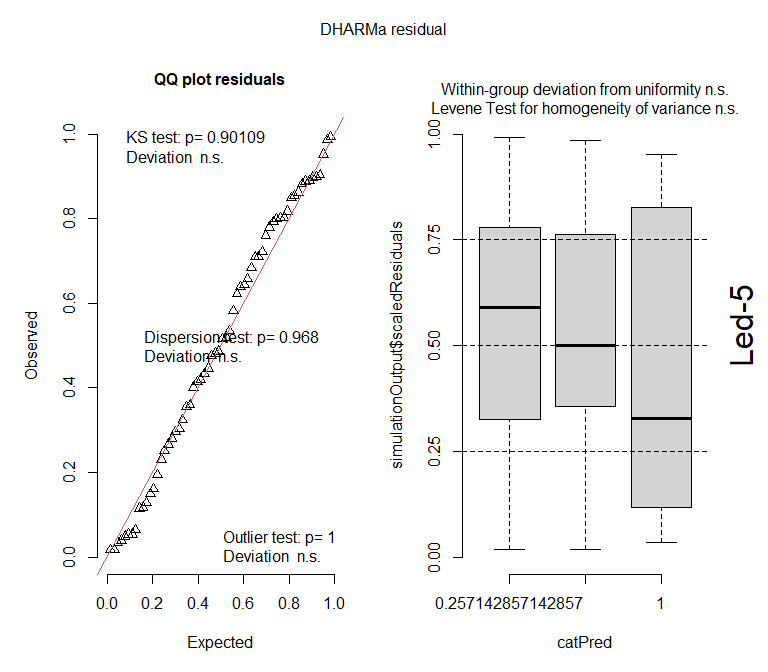 DHARMa residual
QQ plot residuals
KS test: p= 0.90109
Deviation n.s.
Dispersion test: p= 0.968
Deviation n.s.
Outlier test: p= 1
Deviation n.s.
Observed
0.0
0.2
0.4
0.6
0.8
1.0
0.0
0.2
0.4
0.6
0.8
1.0
Expected
Within-group deviation from uniformity n.s.
Levene Test for homogeneity of variance n.s.
simulationOutput$scaledResiduals
0.00
0.25
0.50
0.75
1.00
0.257142857142857
1
catPred
Led-5